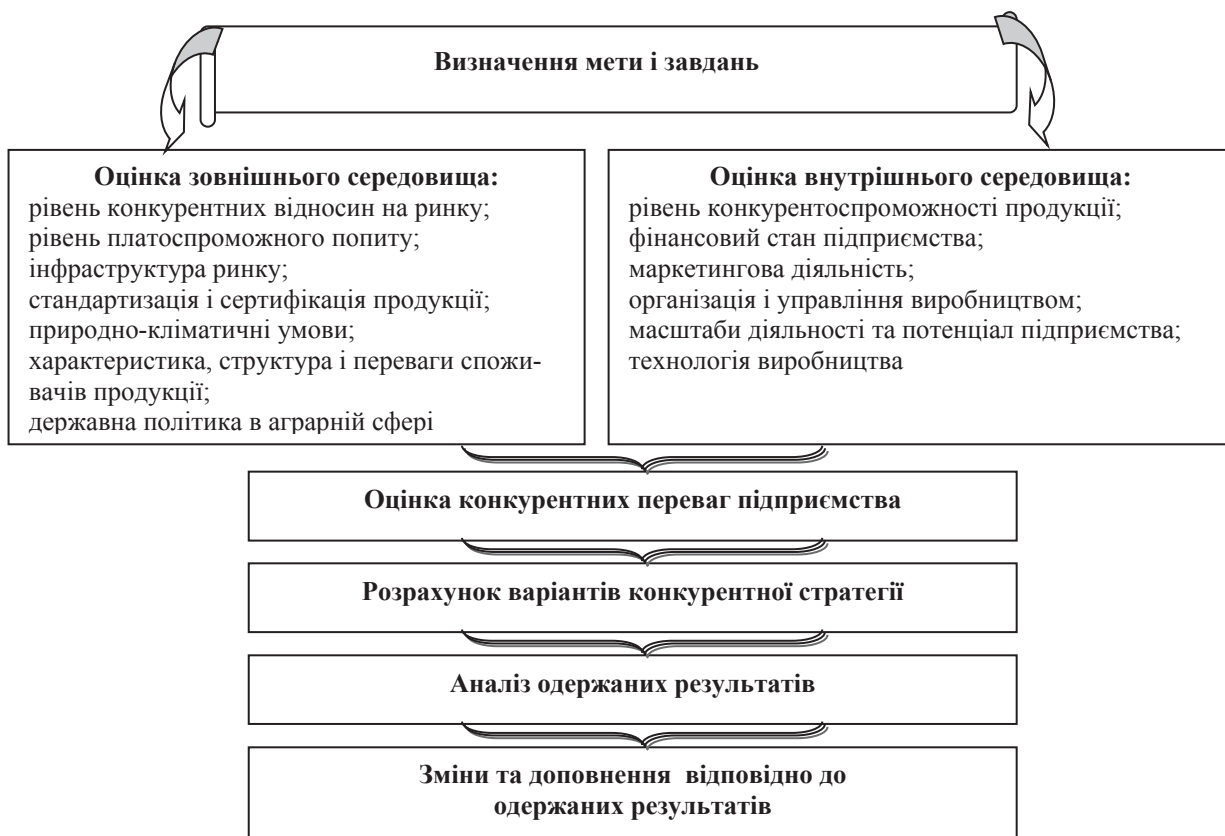 Визначення мети і завдань
Оцінка зовнішнього середовища:
рівень конкурентних відносин на ринку;
рівень платоспроможного попиту;
інфраструктура ринку;
стандартизація і сертифікація продукції;
природно-кліматичні умови;
характеристика, структура і переваги спожи-
вачів продукції;
державна політика в аграрній сфері
Оцінка внутрішнього середовища:
рівень конкурентоспроможності продукції;
фінансовий стан підприємства;
маркетингова діяльність;
організація і управління виробництвом;
масштаби діяльності та потенціал підприємства;
технологія виробництва
Оцінка конкурентних переваг підприємства
Розрахунок варіантів конкурентної стратегії
Аналіз одержаних результатів
Зміни та доповнення відповідно до
одержаних результатів